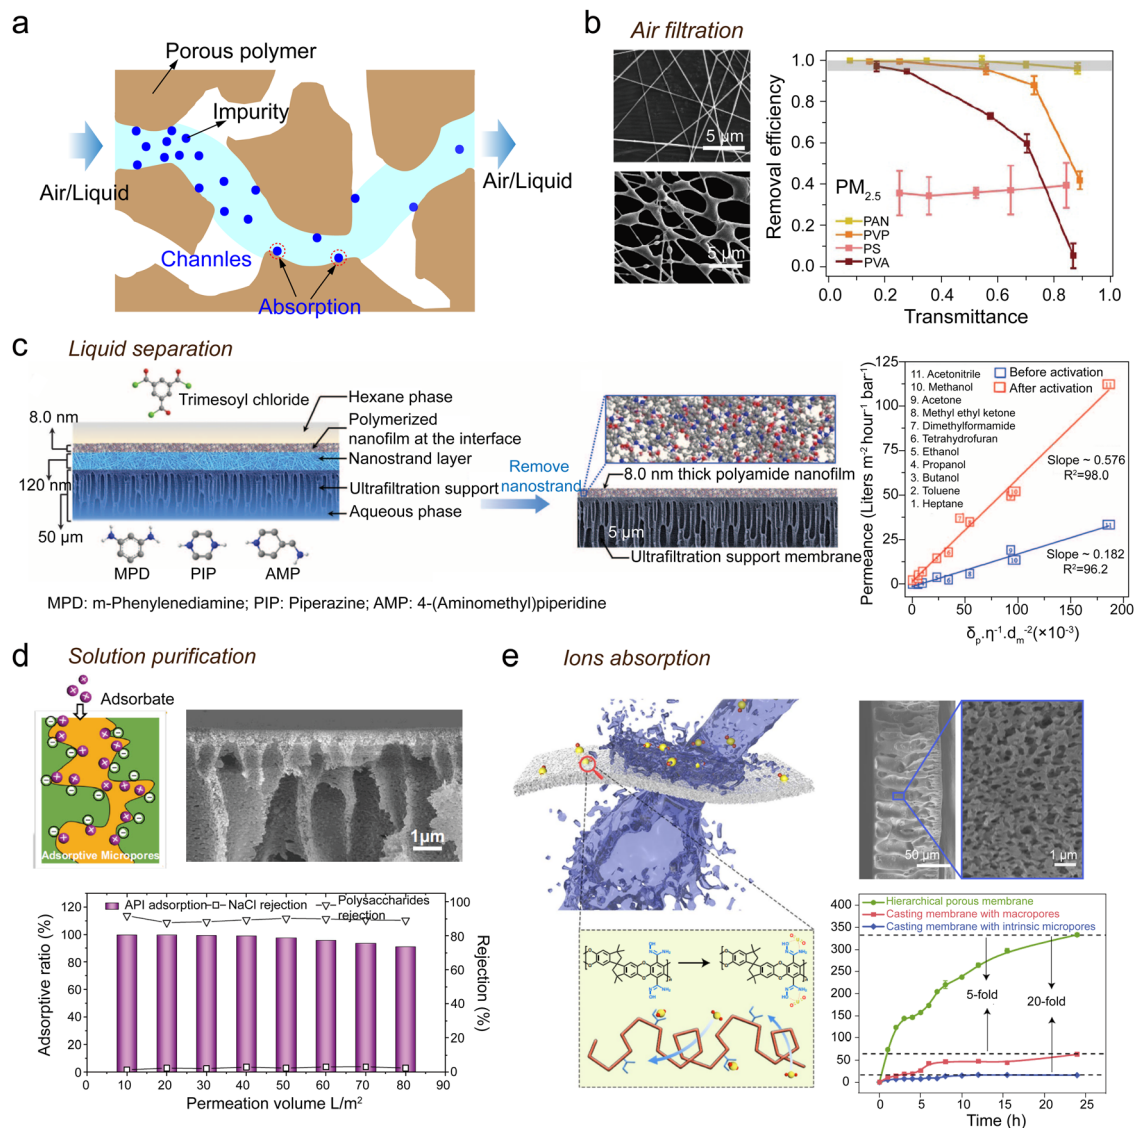 a
Porous polymer
Impurity
Air/Liquid
Air/Liquid
Channles
Absorption
b
Air filtration
5 µm
5 µm
Removal efficiency
1.0
0.8
0.6
0.4
0.2
0.0
PM2.5
PAN
PVP
PS
PVA
0.0 0.2 0.4 0.6 0.8 1.0
Transmittance
c
Liquid separation
Trimesoyl chloride
8.0 nm
120 nm
50 µm
Hexane phase
Polymerized
nanofilm at the interface
Nanostrand layer
Ultrafiltration support
Aqueous phase
MPD
PIP
AMP
Remove
nanostrand
8.0 nm thick polyamide nanofilm
5 µm
Ultrafiltration support membrane
MPD: m-Phenylenediamine; PIP: Piperazine; AMP: 4-(Aminomethyl)piperidine
Permeance (Liters m-2 hour-1 bar-1)
125
100
75
50
25
0
11. Acetonitrile
10. Methanol
9. Acetone
8. Methyl ethyl ketone
7. Dimethylformamide
6. Tetrahydrofuran
5. Ethanol
4. Propanol
3. Butanol
2. Toluene
1. Heptane
Before activation
After activation
Slope ~ 0.576
R2=98.0
Slope ~ 0.182
R2=96.2
0 50 100 150 200
δp.η-1.dm-2(×10-3)
d
Solution purification
Adsorbate
Adsorptive Micropores
1µm
API adsorption
NaCl rejection
Polysaccharides
rejection
Adsorptive ratio (%)
120
100
80
60
40
20
0
Rejection (%)
100
80
60
40
20
0
0 10 20 30 40 50 60 70 80 90
Permeation volume L/m2
e
Ions absorption
50 µm
1 µm
Hierarchical porous membrane
Casting membrane with macropores
Casting membrane with intrinsic micropores
400
350
300
250
200
150
100
50
0
5-fold
20-fold
0 5 10 15 20 25
Time (h)